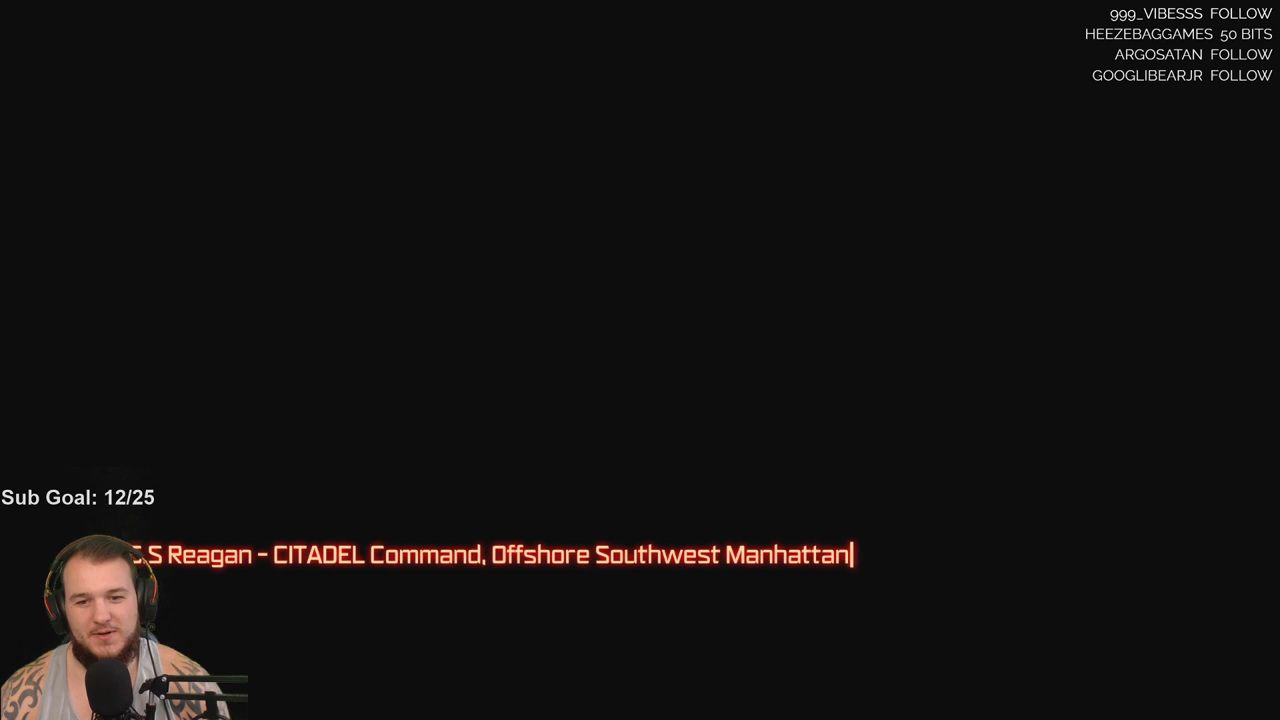 999_VIBESSS FOLLOW
HEEZEBAGGAMES 50 BITS
ARGOSATAN FOLLOW
GOOGLIBEARJR FOLLOW
Sub Goal: 12/25
S Reagan - CITADEL Command, Offshore Southwest Manhattan